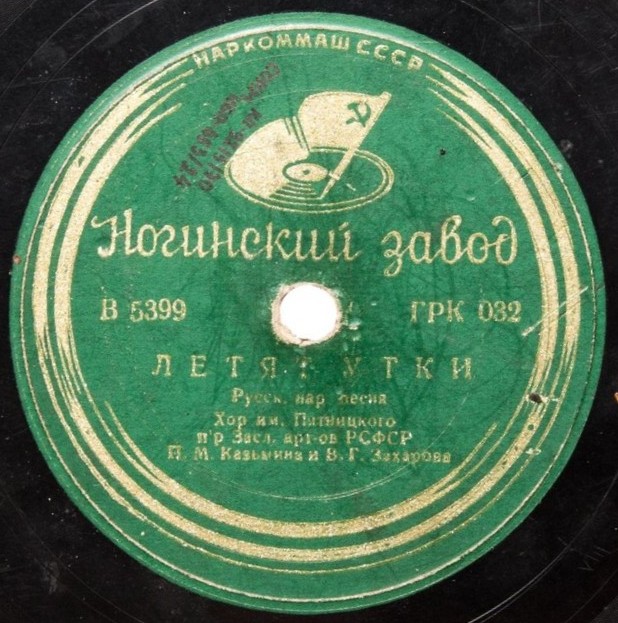 НАРКОММАШ СССР
Ногинский завод
В 5399 ГРК 032
ЛЕТЯТ УТКИ
Русск. нар песня
Хор им. Пятницкого
п/р Засл. арт-ов РСФСР
П. М. Казьмина и В. Г. Захарова